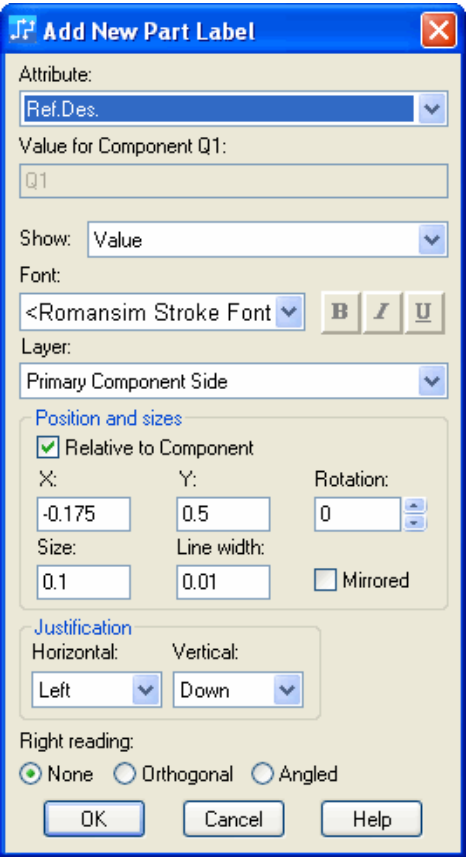 Add New Part Label
Attribute:
Ref.Des.
Value for Component Q1:
Q1
Show: Value
Font:
<Romansim Stroke Font B I U
Layer:
Primary Component Side
Position and sizes
Relative to Component
X: Y: Rotation:
-0.175 0.5 0
Size: Line width:
0.1 0.01 Mirrored
Justification
Horizontal: Vertical:
Left Down
Right reading:
None Orthogonal Angled
OK Cancel Help